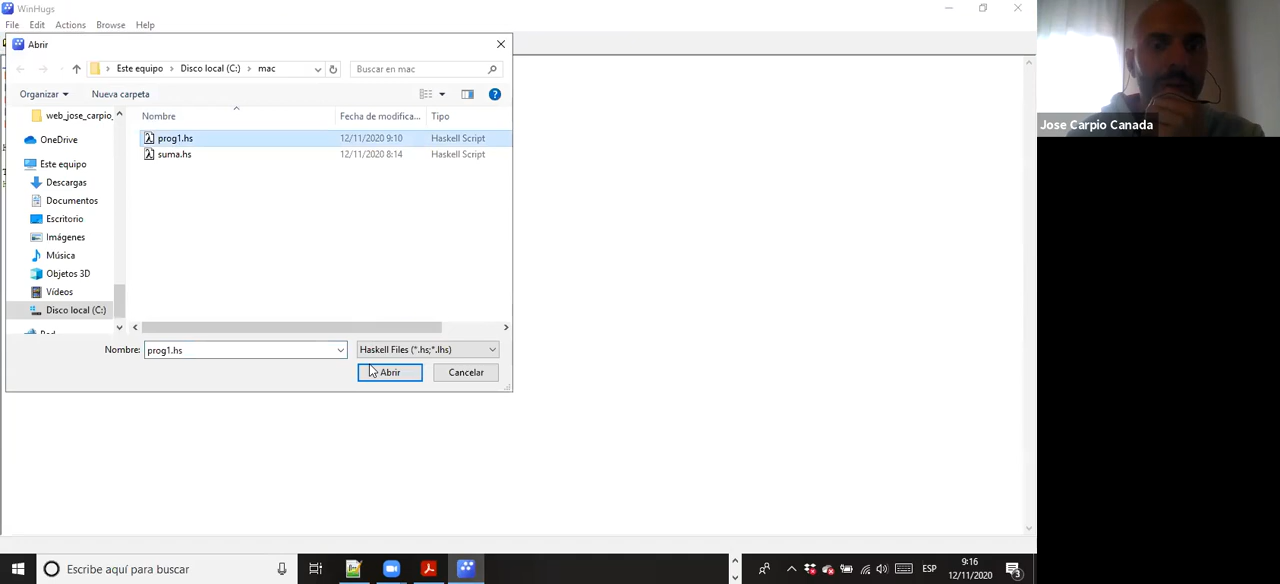 WinHugs
File Edit Actions Browse Help
Abrir
Este equipo > Disco local (C:) > mac
Buscar en mac
Organizar
Nueva carpeta
Nombre
Fecha de modifica...
Tipo
web_jose_carpio_
OneDrive
Este equipo
Descargas
Documentos
Escritorio
Imágenes
Música
Objetos 3D
Vídeos
Disco local (C:)
prog1.hs 12/11/2020 9:10 Haskell Script
suma.hs 12/11/2020 8:14 Haskell Script
Nombre: prog1.hs
Haskell Files (*.hs;*.lhs)
Abrir
Cancelar
Jose Carpio Canada
Escribe aquí para buscar
ESP
9:16
12/11/2020
3